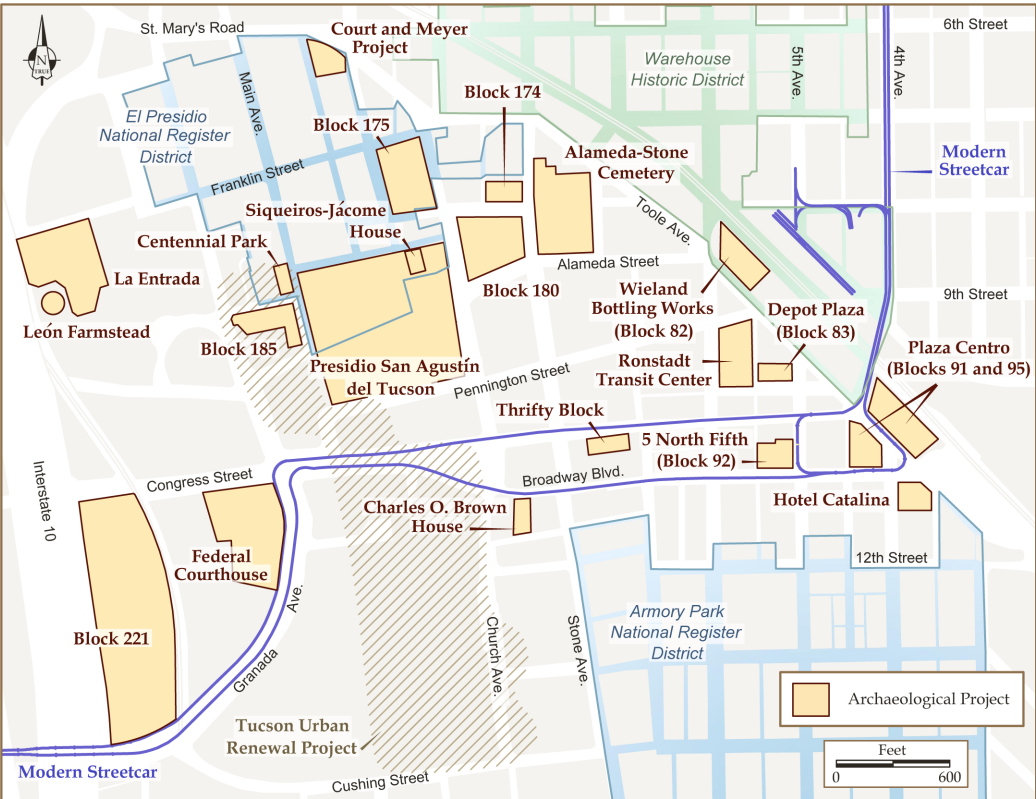 St. Mary's Road
Court and Meyer
Project
6th Street
N
TRUE
Warehouse
Historic District
5th Ave.
4th Ave.
Main Ave.
Block 174
El Presidio
National Register
District
Block 175
Alameda-Stone
Cemetery
Modern
Streetcar
Franklin Street
Siqueiros-Jácome
House
Toole Ave.
Centennial Park
La Entrada
Alameda Street
Block 180
Wieland
Bottling Works
(Block 82)
9th Street
Depot Plaza
(Block 83)
León Farmstead
Block 185
Presidio San Agustín
del Tucson
Ronstadt
Transit Center
Plaza Centro
(Blocks 91 and 95)
Pennington Street
Thrifty Block
5 North Fifth
(Block 92)
Interstate 10
Congress Street
Broadway Blvd.
Hotel Catalina
Charles O. Brown
House
Federal
Courthouse
12th Street
Ave.
Granada
Block 221
Church Ave.
Stone Ave.
Armory Park
National Register
District
Archaeological Project
Tucson Urban
Renewal Project
Feet
0 600
Modern Streetcar
Cushing Street